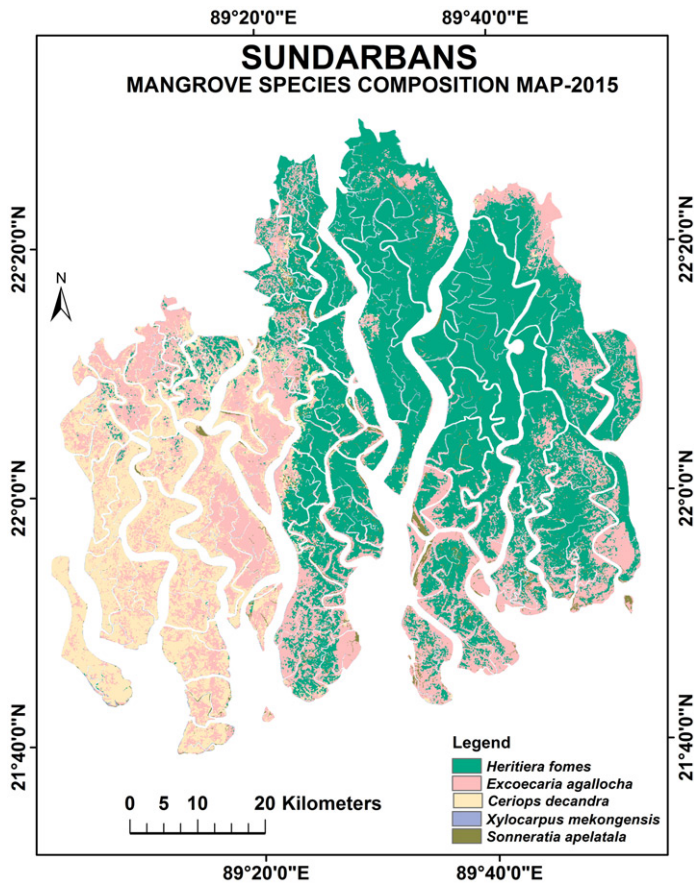 89°20'0"E 89°40'0"E
SUNDARBANS
MANGROVE SPECIES COMPOSITION MAP-2015
22°20'0"N 22°20'0"N
N
22°0'0"N 22°0'0"N
21°40'0"N 21°40'0"N
Legend
Heritiera fomes
Excoecaria agallocha
Ceriops decandra
Xylocarpus mekongensis
Sonneratia apelatala
0 5 10 20 Kilometers
89°20'0"E 89°40'0"E